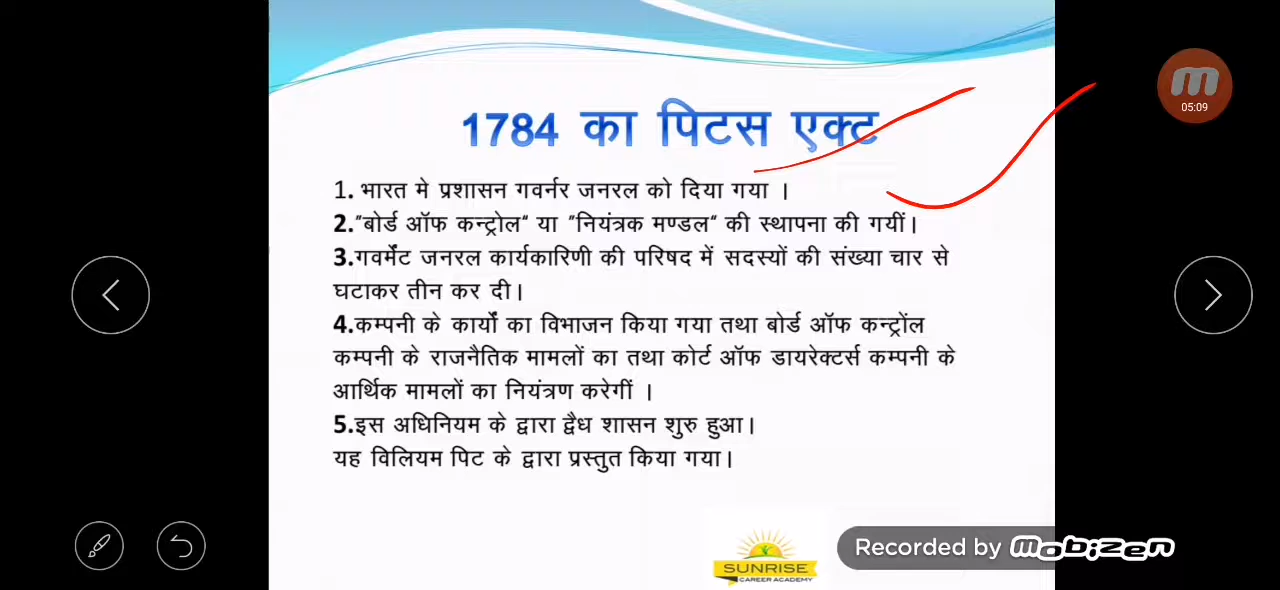 05:09
1784 का पिटस एक्ट
1. भारत मे प्रशासन गवर्नर जनरल को दिया गया ।
2."बोर्ड ऑफ कन्ट्रोल" या "नियंत्रक मण्डल" की स्थापना की गयीं।
3.गवर्मेंट जनरल कार्यकारिणी की परिषद में सदस्यों की संख्या चार से
घटाकर तीन कर दी।
4.कम्पनी के कार्यों का विभाजन किया गया तथा बोर्ड ऑफ कन्ट्रोंल
कम्पनी के राजनैतिक मामलों का तथा कोर्ट ऑफ डायरेक्टर्स कम्पनी के
आर्थिक मामलों का नियंत्रण करेगीं ।
5.इस अधिनियम के द्वारा द्वैध शासन शुरु हुआ।
यह विलियम पिट के द्वारा प्रस्तुत किया गया।
SUNRISE
CAREER ACADEMY
Recorded by mobizen